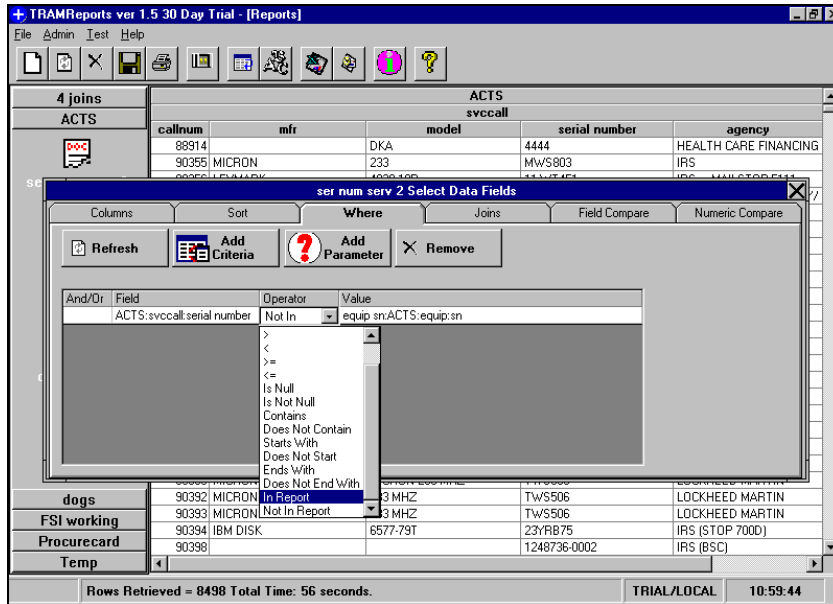 TRAMReports ver 1.5 30 Day Trial - [Reports]
File Admin Test Help
4 joins
ACTS
ACTS
svccall
callnum mfr model serial number agency
88914 DKA 4444 HEALTH CARE FINANCING
90355 MICRON 233 MWS803 IRS
ser num serv 2 Select Data Fields
Columns Sort Where Joins Field Compare Numeric Compare
Refresh Add Criteria Add Parameter Remove
And/Or Field Operator Value
ACTS:svccall:serial number Not In equip sn:ACTS:equip:sn
>
<
>=
<=
Is Null
Is Not Null
Contains
Does Not Contain
Starts With
Does Not Start
Ends With
Does Not End With
In Report
Not In Report
90392 MICRON 3 MHZ TWS506 LOCKHEED MARTIN
90393 MICRON 3 MHZ TWS506 LOCKHEED MARTIN
90394 IBM DISK 6577-79T 23YRB75 IRS (STOP 700D)
90398 1248736-0002 IRS (BSC)
dogs
FSI working
Procurecard
Temp
Rows Retrieved = 8498 Total Time: 56 seconds. TRIAL/LOCAL 10:59:44